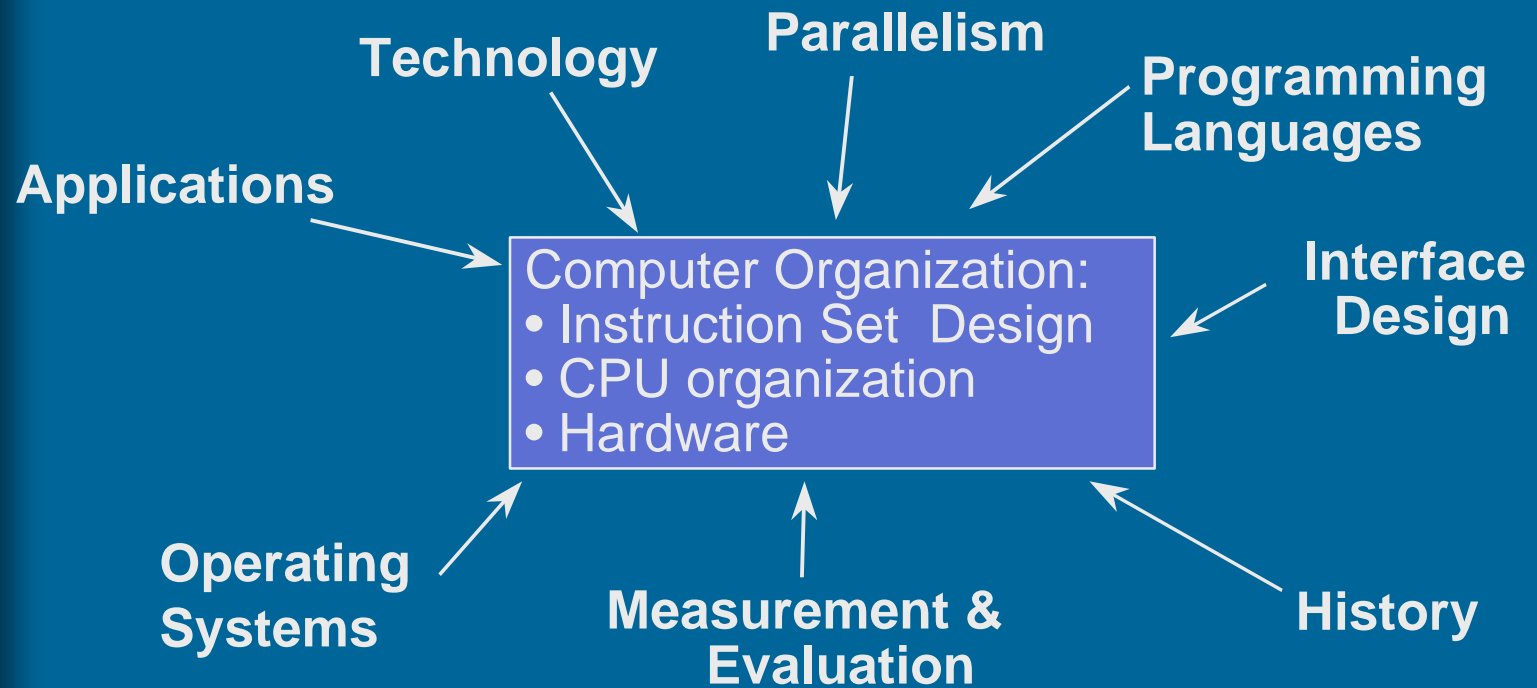 Parallelism
Technology
Programming
Languages
Applications
Interface
Design
Computer Organization:
• Instruction Set  Design
• CPU organization
• Hardware
Operating
Systems
Measurement &
Evaluation
History